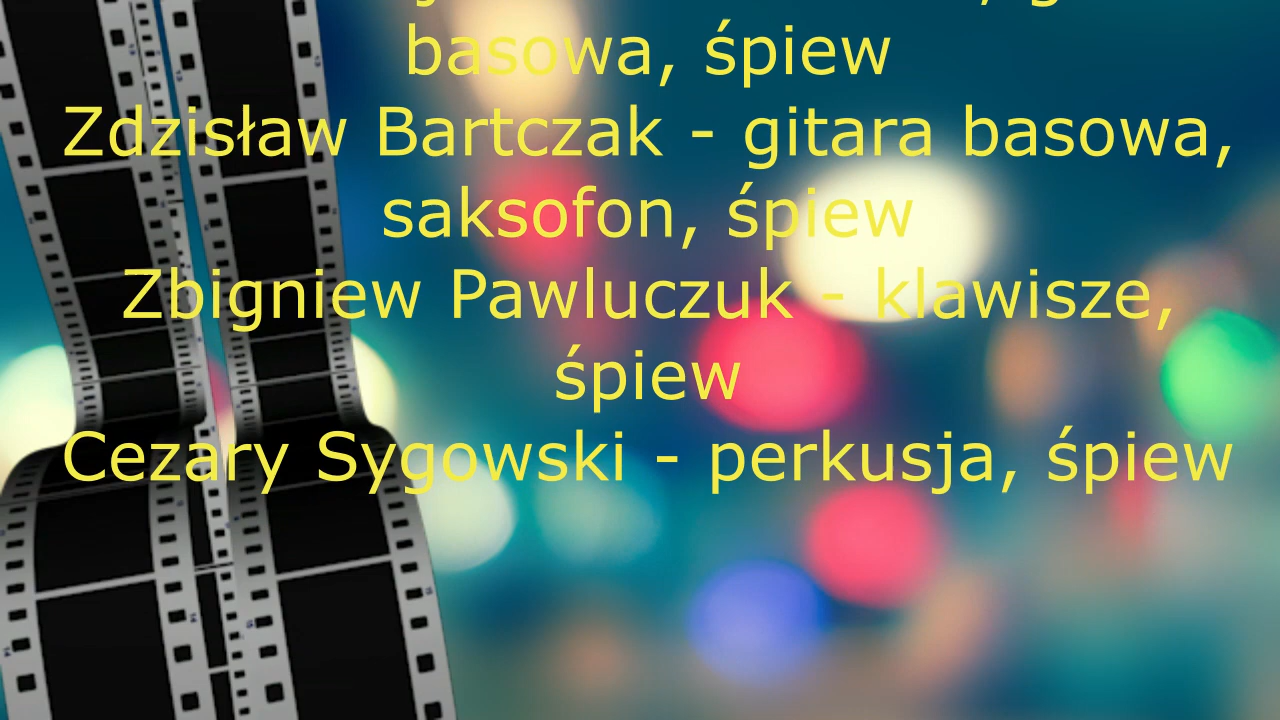 basowa, śpiew
Zdzisław Bartczak - gitara basowa,
saksofon, śpiew
Zbigniew Pawluczuk - klawisze,
śpiew
Cezary Sygowski - perkusja, śpiew